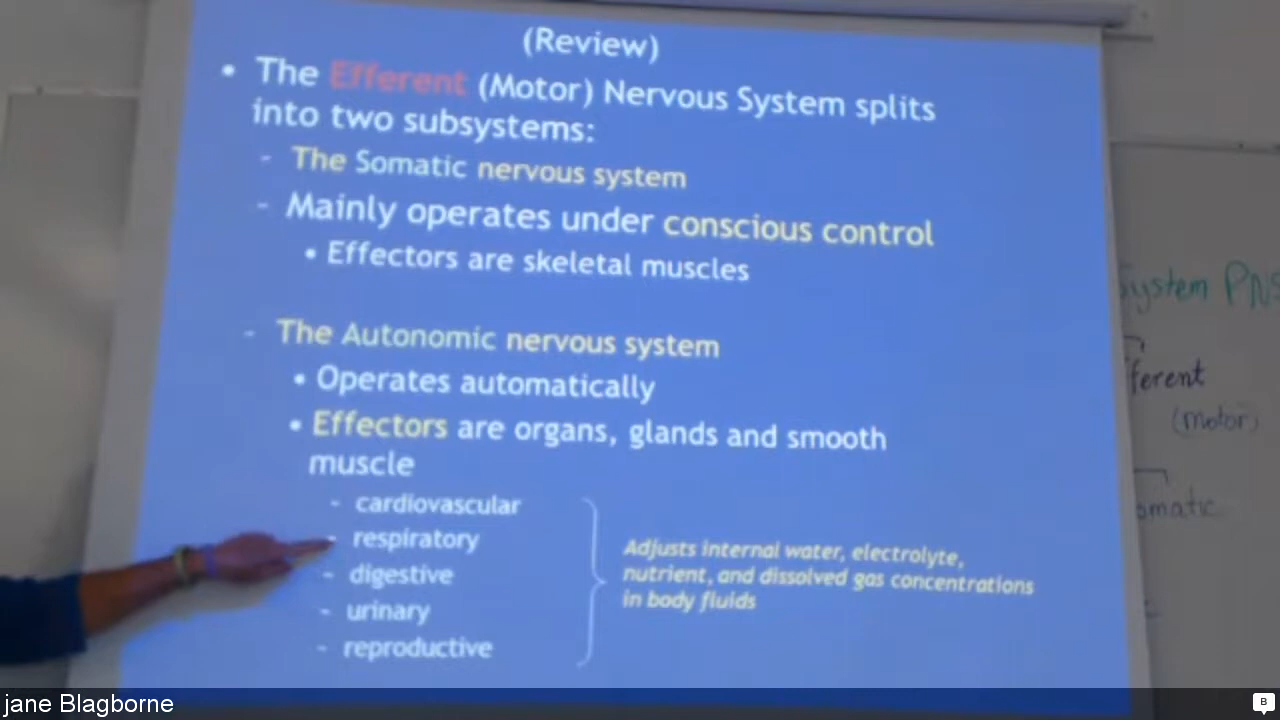 (Review)
• The Efferent (Motor) Nervous System splits
into two subsystems:
- The Somatic nervous system
- Mainly operates under conscious control
• Effectors are skeletal muscles
- The Autonomic nervous system
• Operates automatically
• Effectors are organs, glands and smooth
muscle
- cardiovascular
- respiratory
- digestive
- urinary
- reproductive
Adjusts internal water, electrolyte,
nutrient, and dissolved gas concentrations
in body fluids
System PNS
fferent
(motor)
omatic
jane Blagborne
B